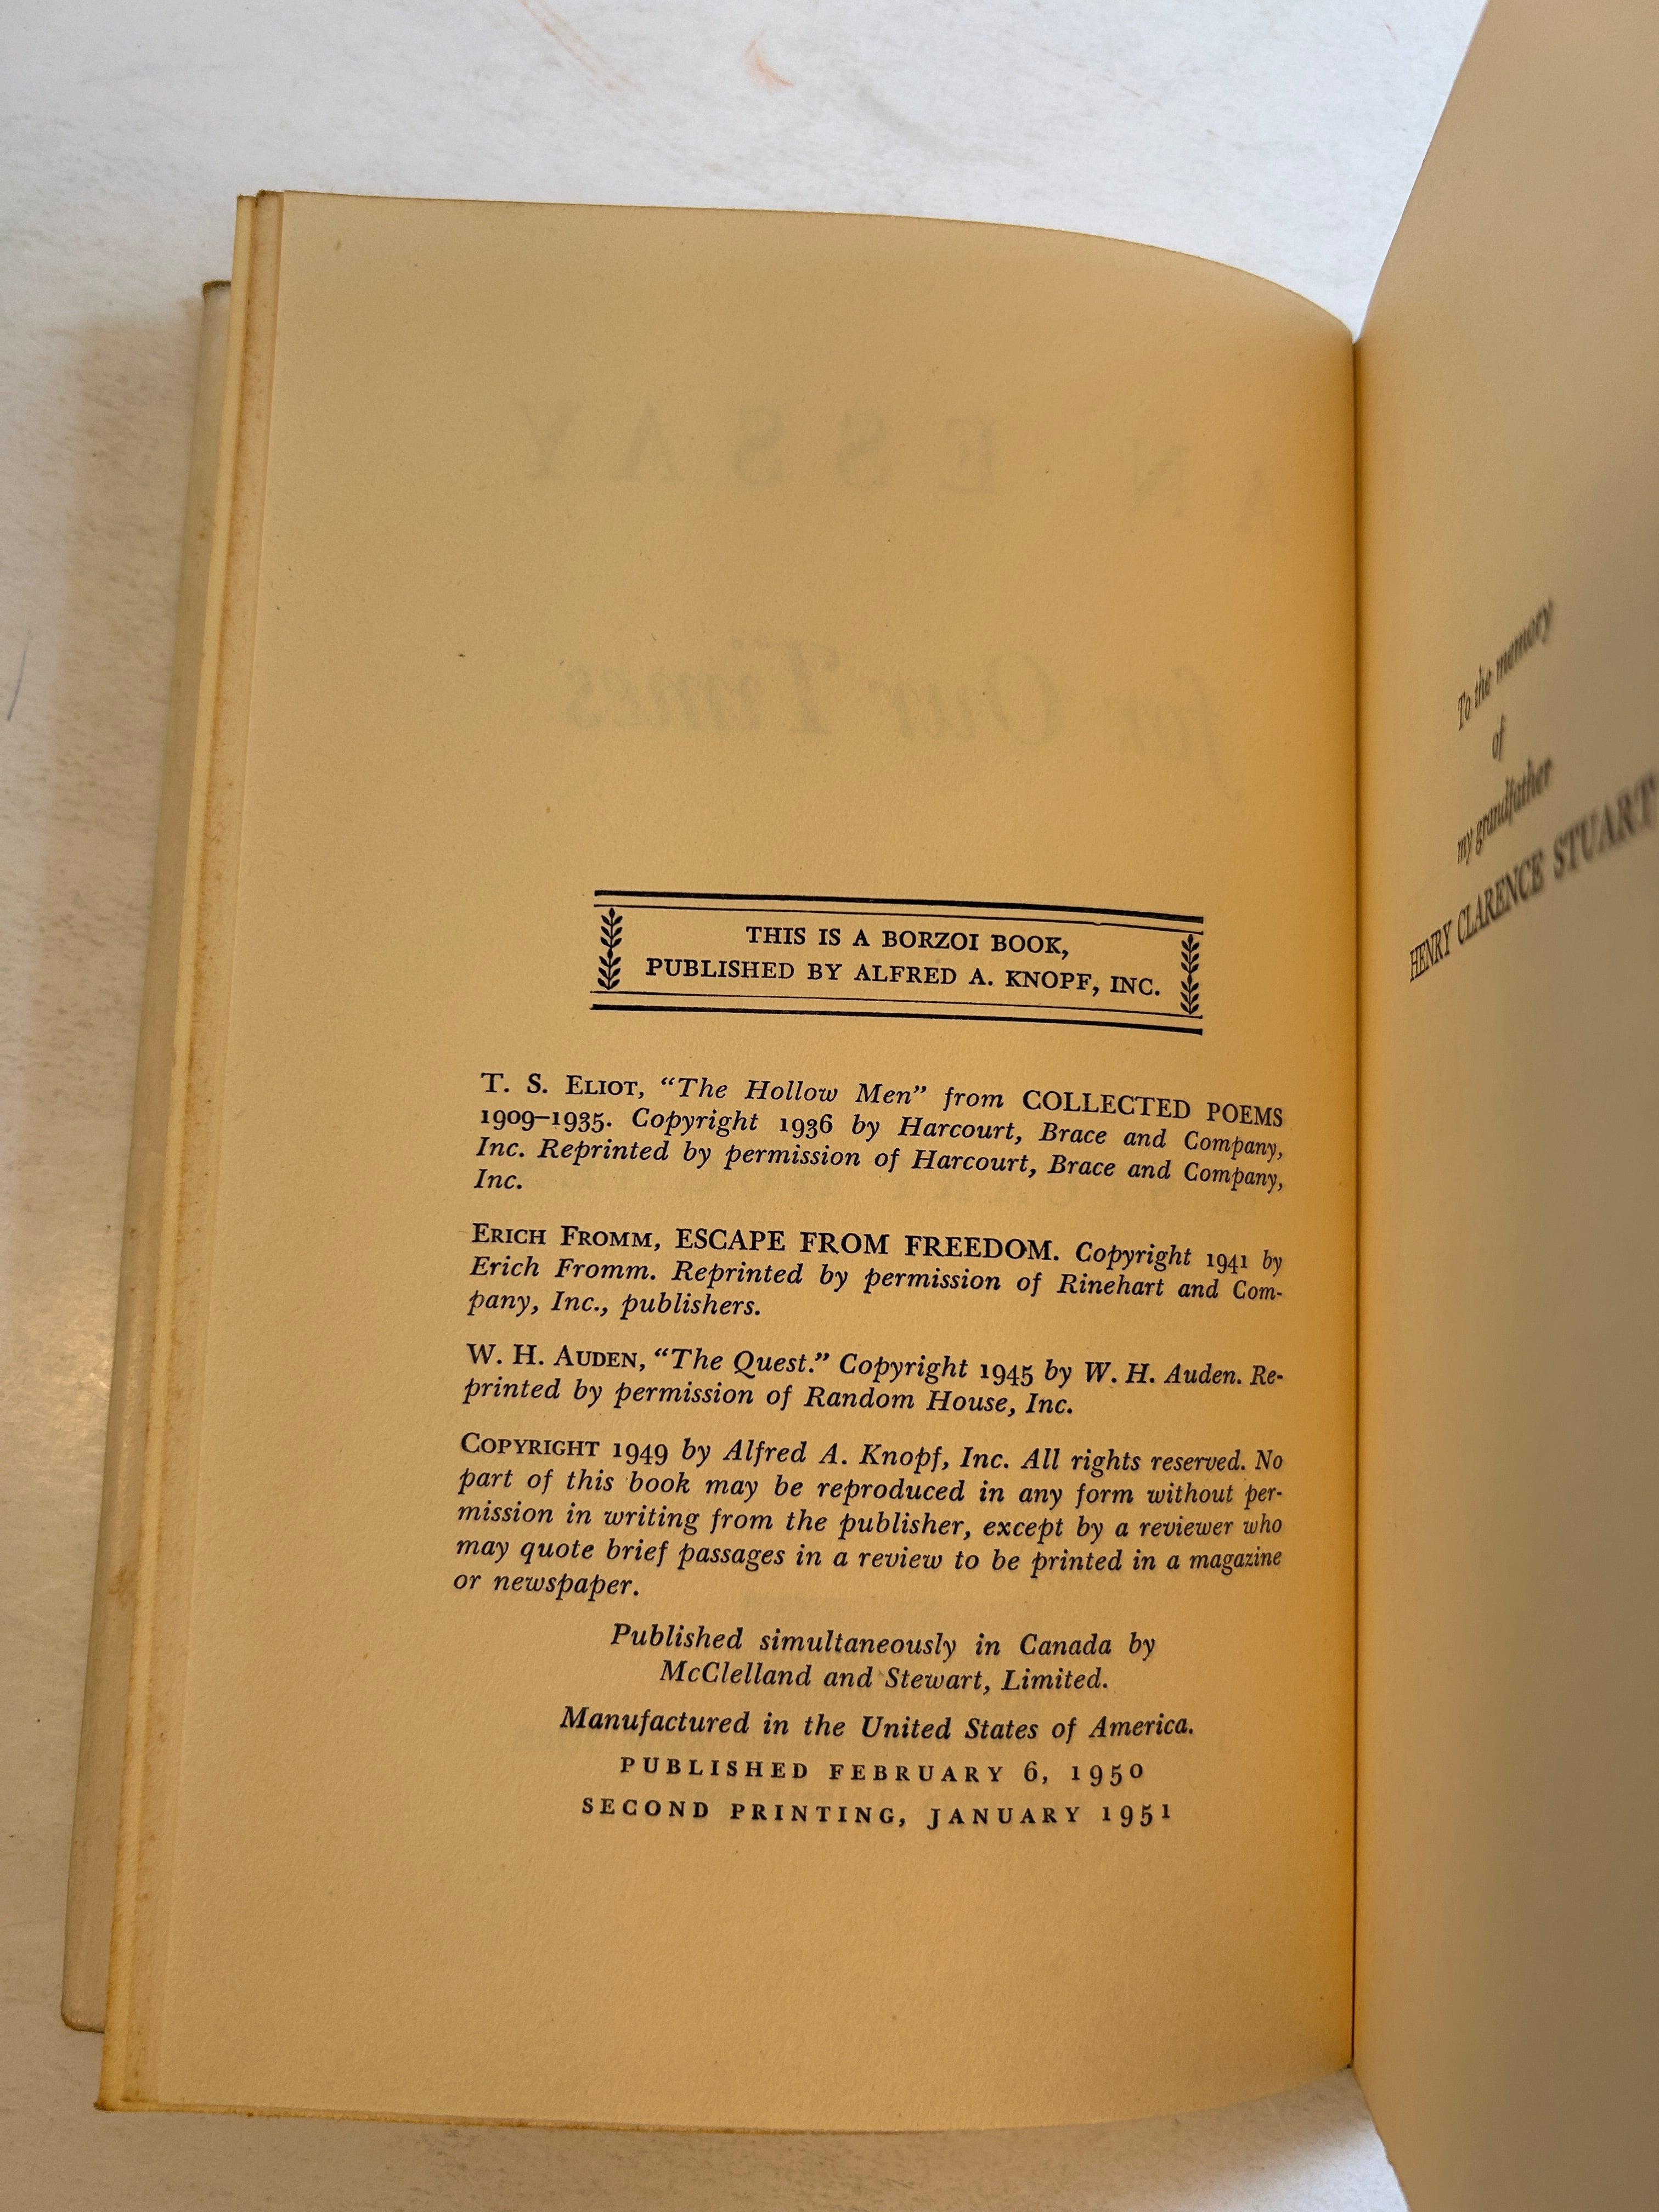 AN ESSAY
for Our Times
THIS IS A BORZOI BOOK,
PUBLISHED BY ALFRED A. KNOPF, INC.
T. S. ELIOT, “The Hollow Men” from COLLECTED POEMS
1909–1935. Copyright 1936 by Harcourt, Brace and Company,
Inc. Reprinted by permission of Harcourt, Brace and Company,
Inc.
ERICH FROMM, ESCAPE FROM FREEDOM. Copyright 1941 by
Erich Fromm. Reprinted by permission of Rinehart and Com-
pany, Inc., publishers.
W. H. AUDEN, “The Quest.” Copyright 1945 by W. H. Auden. Re-
printed by permission of Random House, Inc.
COPYRIGHT 1949 by Alfred A. Knopf, Inc. All rights reserved. No
part of this book may be reproduced in any form without per-
mission in writing from the publisher, except by a reviewer who
may quote brief passages in a review to be printed in a magazine
or newspaper.
Published simultaneously in Canada by
McClelland and Stewart, Limited.
Manufactured in the United States of America.
PUBLISHED FEBRUARY 6, 1950
SECOND PRINTING, JANUARY 1951
To the memory
of
my grandfather
HENRY CLARENCE STUART